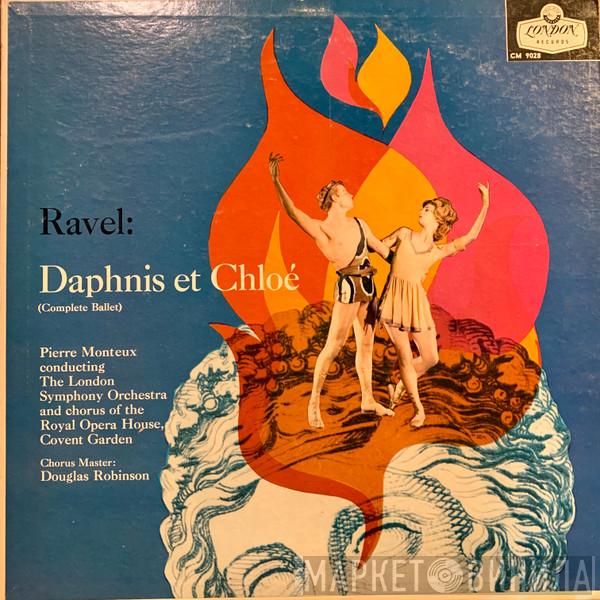 LONDON
RECORDS
CM 9028
Ravel:
Daphnis et Chloé
(Complete Ballet)
Pierre Monteux
conducting
The London
Symphony Orchestra
and chorus of the
Royal Opera House,
Covent Garden
Chorus Master:
Douglas Robinson
МАРКЕТ ВИНИЛА